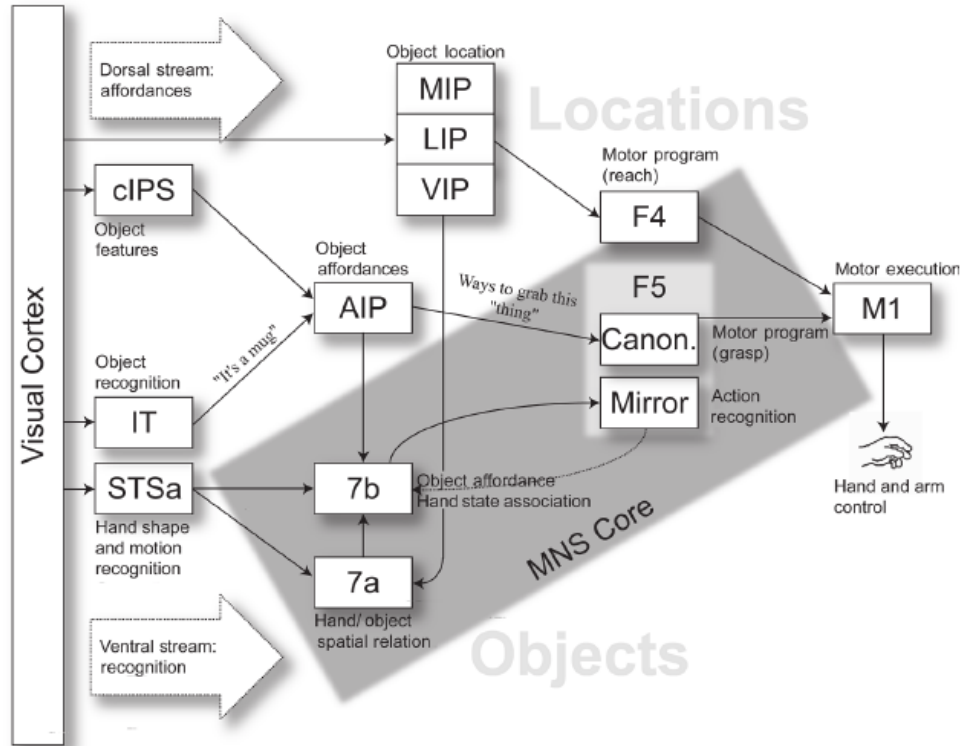 Visual Cortex
Dorsal stream:
affordances
Object location
MIP
LIP
VIP
Locations
Motor program
(reach)
F4
cIPS
Object
features
Object
affordances
AIP
Ways to grab this
"thing"
F5
Canon.
Motor program
(grasp)
Motor execution
M1
"It's a mug"
Object
recognition
IT
Mirror
Action
recognition
STSa
Hand shape
and motion
recognition
7b
Object affordance
Hand state association
Hand and arm
control
7a
Hand/ object
spatial relation
MNS Core
Objects
Ventral stream:
recognition